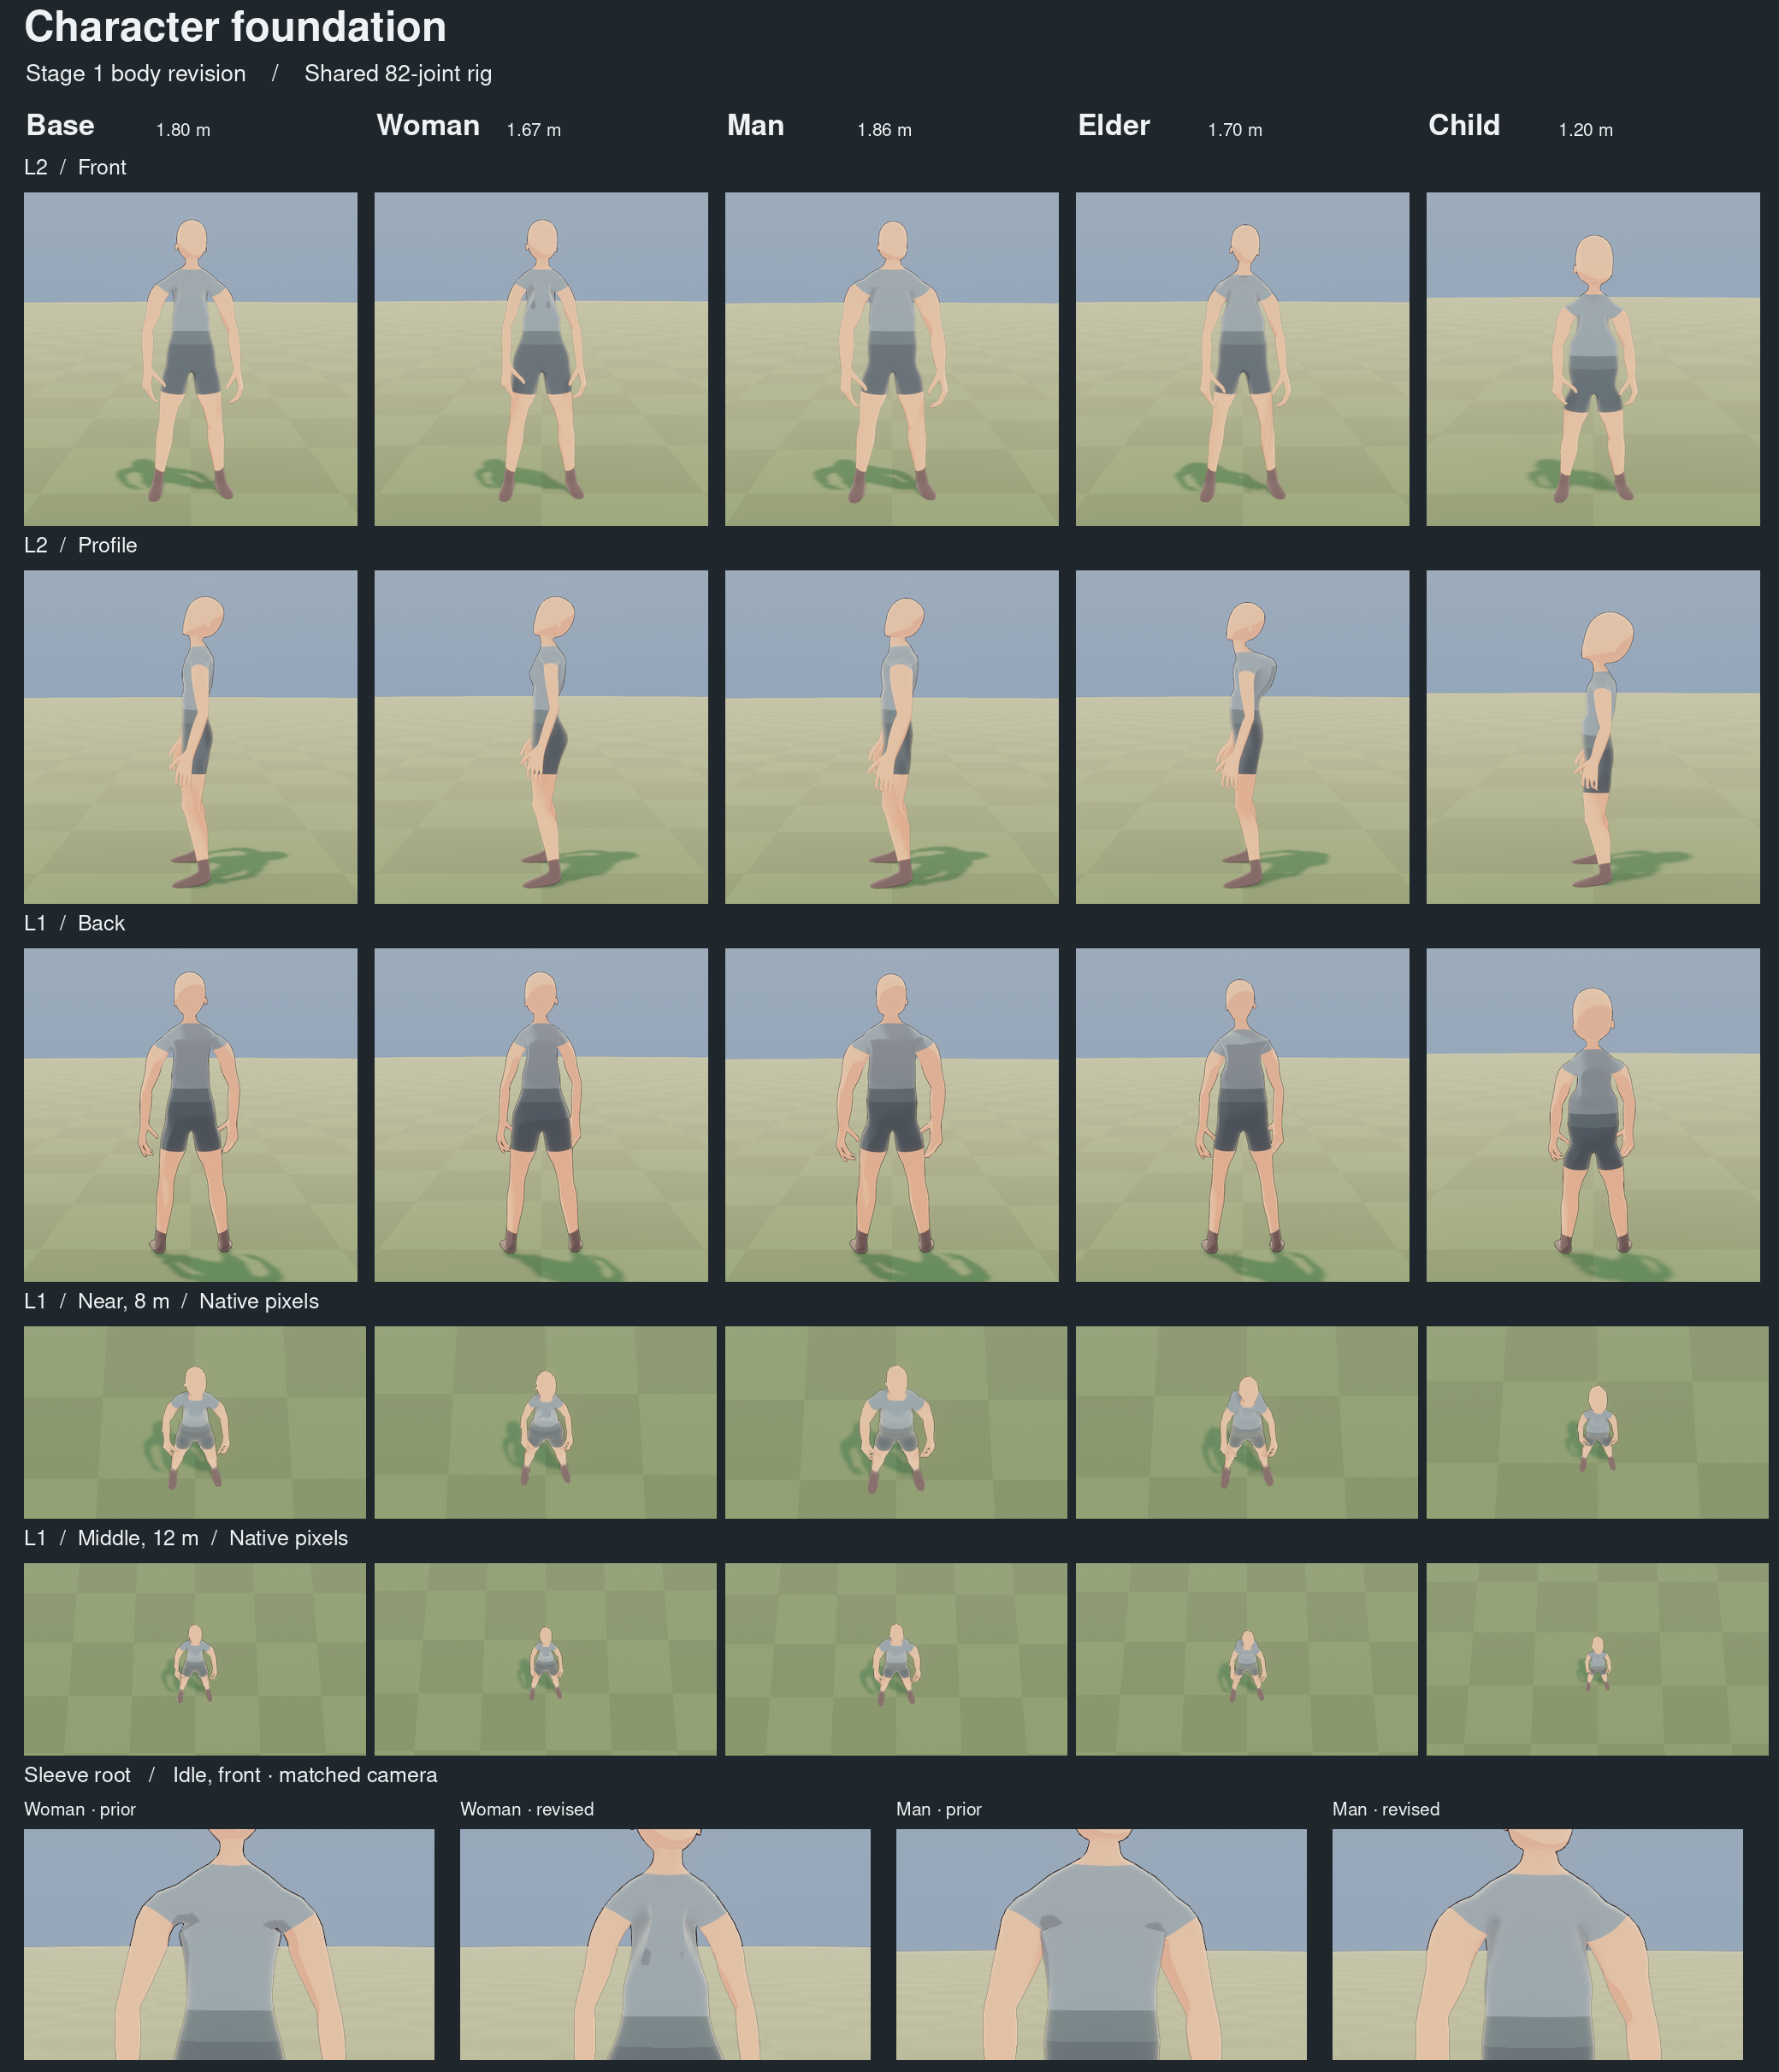 Character foundation
Stage 1 body revision / Shared 82-joint rig
Base 1.80 m Woman 1.67 m Man 1.86 m Elder 1.70 m Child 1.20 m
L2 / Front
L2 / Profile
L1 / Back
L1 / Near, 8 m / Native pixels
L1 / Middle, 12 m / Native pixels
Sleeve root / Idle, front · matched camera
Woman · prior Woman · revised Man · prior Man · revised